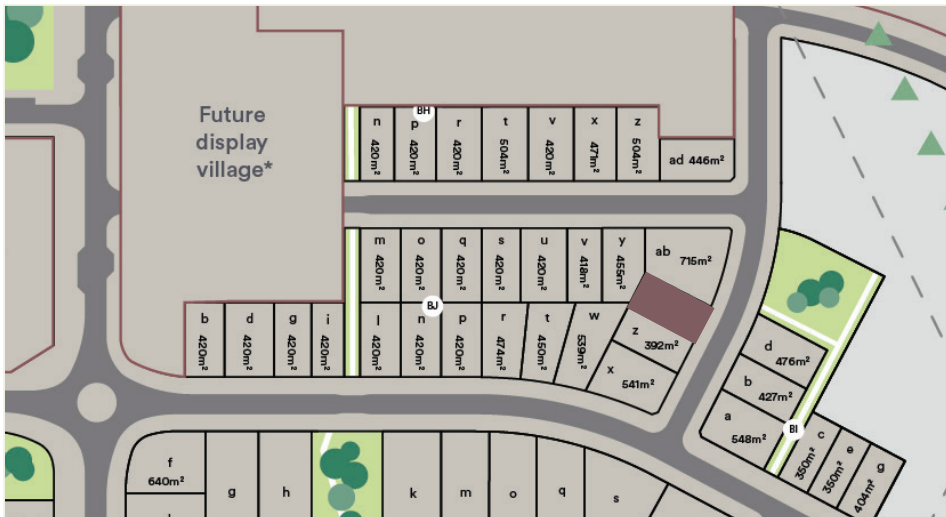 Future
display
village*
BH
n
420m²
p
420m²
r
420m²
t
504m²
v
420m²
x
471m²
z
504m²
ad 446m²
m
420m²
o
420m²
q
420m²
s
420m²
u
420m²
v
418m²
y
455m²
ab
715m²
BJ
b
420m²
d
420m²
g
420m²
i
420m²
l
420m²
n
420m²
p
420m²
r
474m²
t
450m²
w
539m²
z
392m²
x
541m²
d
476m²
b
427m²
a
548m²
BI
c
350m²
e
350m²
g
404m²
f
640m²
g
h
k
m
o
q
s